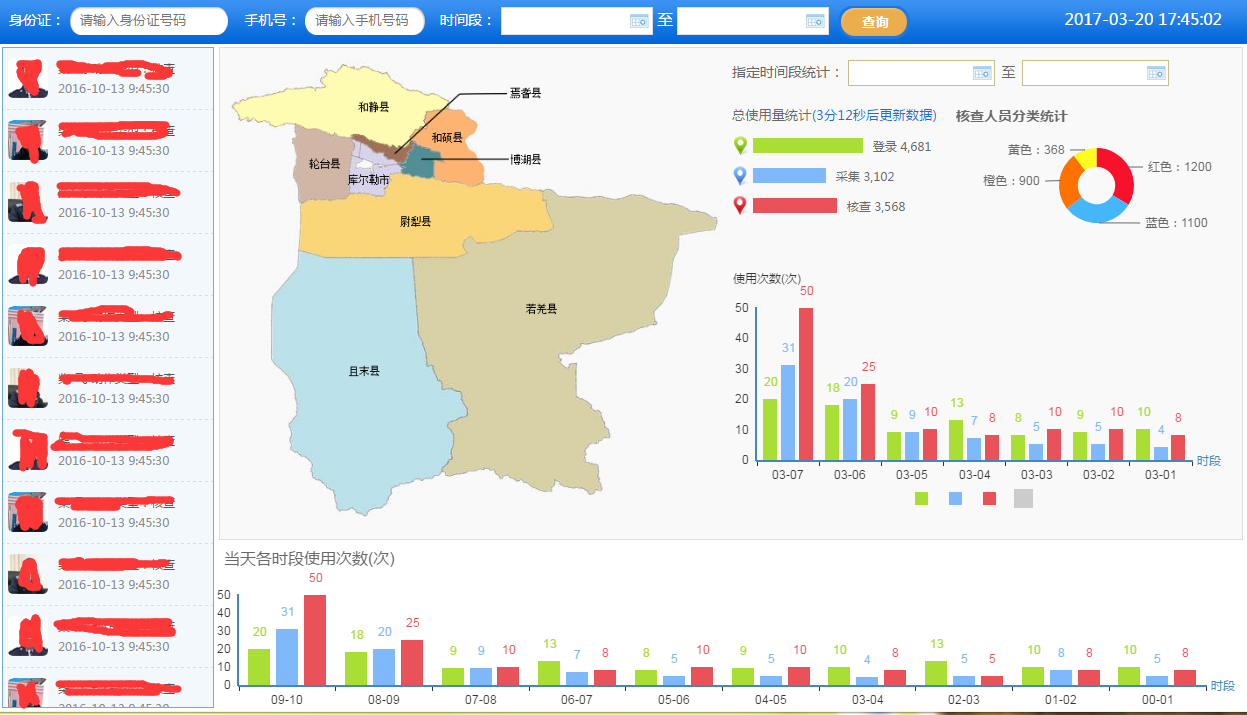 身份证： 请输入身份证号码 手机号： 请输入手机号码 时间段： 至 查询 2017-03-20 17:45:02
2016-10-13 9:45:30
2016-10-13 9:45:30
核查
2016-10-13 9:45:30
2016-10-13 9:45:30
核查
2016-10-13 9:45:30
2016-10-13 9:45:30
2016-10-13 9:45:30
核查
2016-10-13 9:45:30
核查
2016-10-13 9:45:30
2016-10-13 9:45:30
和静县
焉耆县
和硕县
博湖县
轮台县
库尔勒市
尉犁县
若羌县
且末县
指定时间段统计： 至
总使用量统计(3分12秒后更新数据)
登录 4,681
采集 3,102
核查 3,568
核查人员分类统计
黄色：368
红色：1200
橙色：900
蓝色：1100
使用次数(次)
50
40
30
20
10
0
20 31 50
18 20 25
9 9 10
13 7 8
8 5 10
9 5 10
10 4 8
03-07 03-06 03-05 03-04 03-03 03-02 03-01 时段
当天各时段使用次数(次)
50
40
30
20
10
0
20 31 50
18 20 25
9 9 10
13 7 8
8 5 10
9 5 10
10 4 8
13 5 5
10 8 8
10 5 8
09-10 08-09 07-08 06-07 05-06 04-05 03-04 02-03 01-02 00-01 时段